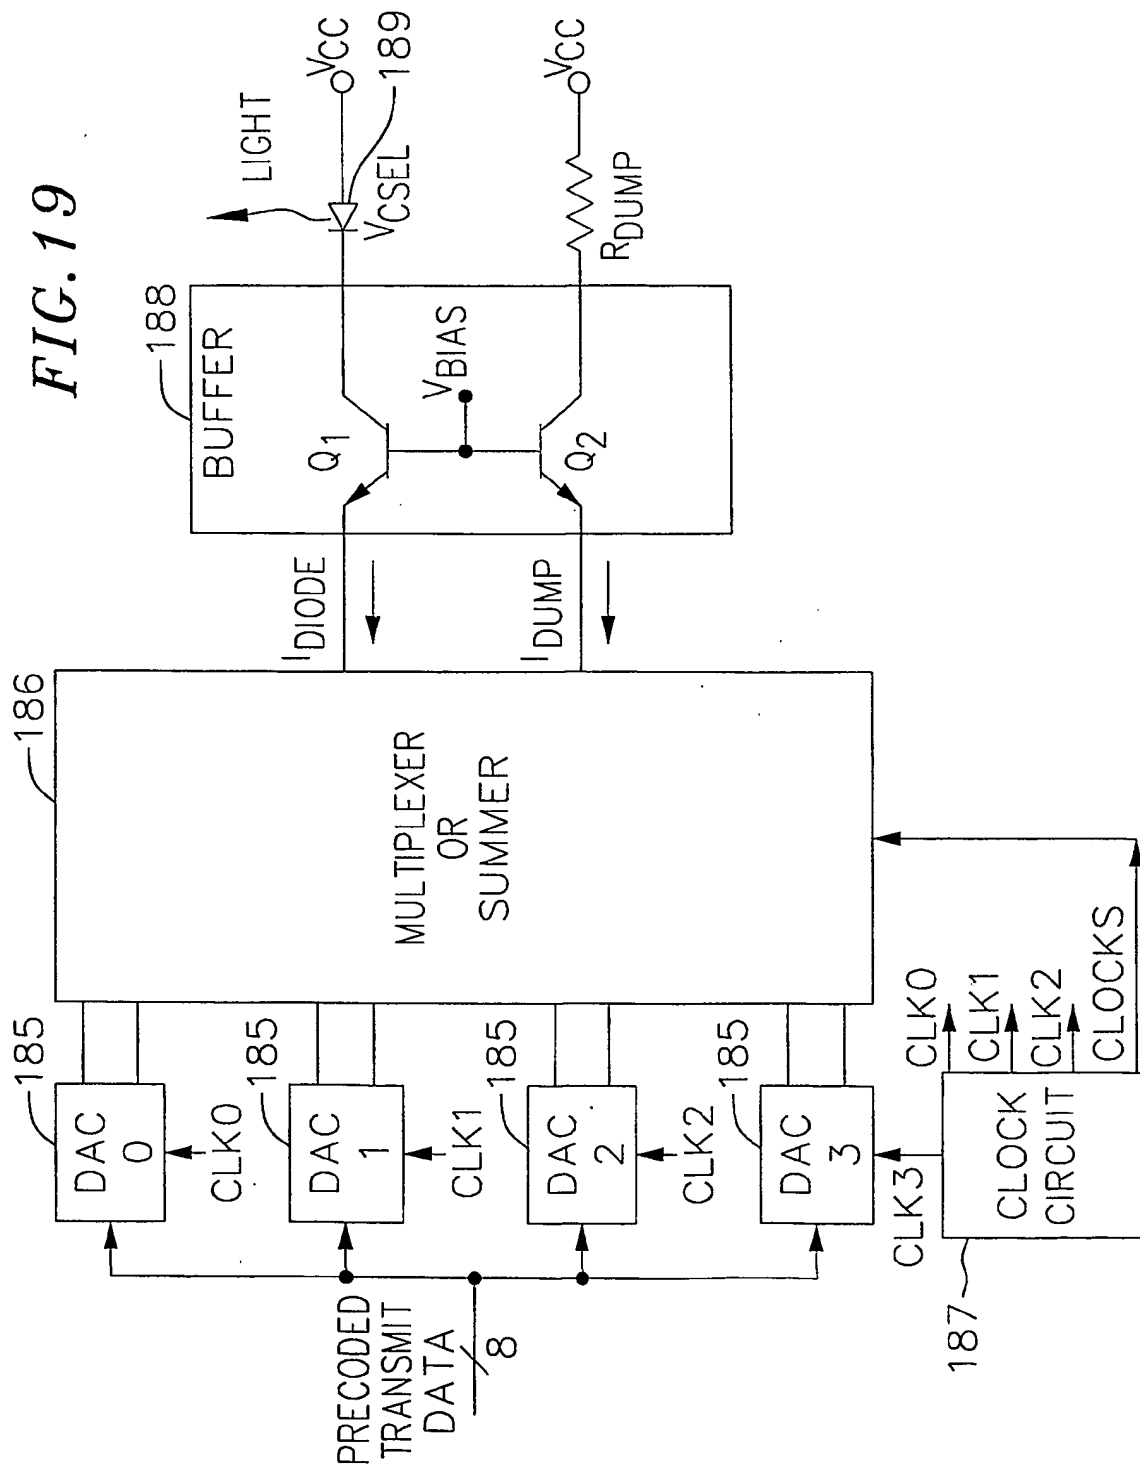 FIG.19
PRECODED
TRANSMIT
DATA
8
185
DAC
0
CLK0
185
DAC
1
CLK1
185
DAC
2
CLK2
185
DAC
3
CLK3
187
CLOCK
CIRCUIT
CLK0
CLK1
CLK2
CLOCKS
186
MULTIPLEXER
OR
SUMMER
IDIODE
IDUMP
188
BUFFER
Q1
VBIAS
Q2
LIGHT
VCSEL
189
VCC
RDUMP
VCC